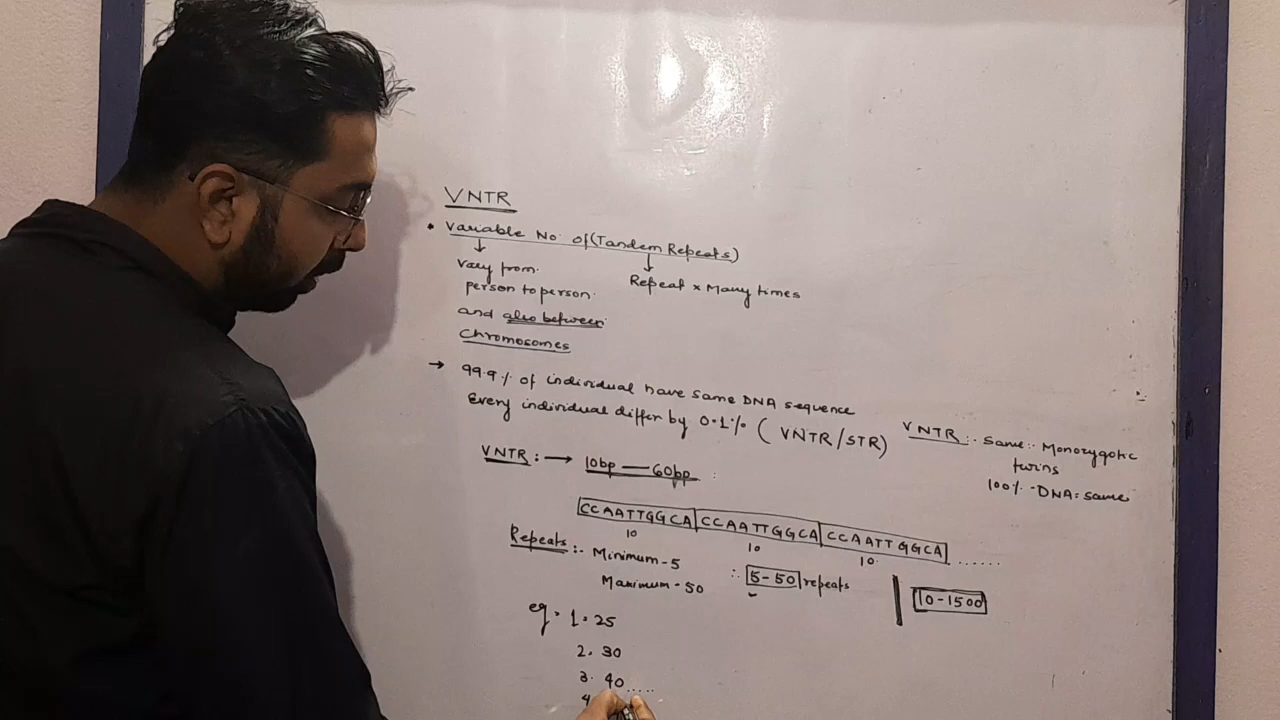 VNTR
• Variable No. of (Tandem Repeats)
↓ ↓
Vary from Repeat × Many times
person to person.
and also between
Chromosomes
→ 99.9% of individual have same DNA sequence
Every individual differ by 0.1% ( VNTR/STR)
VNTR :- Same :- Monozygotic
twins
100% - DNA = same
VNTR : → 10bp — 60bp :
CCAATTGGCA CCAATTGGCA CCAATTGGCA ......
10 10 10
Repeats :- Minimum - 5
Maximum - 50
∴ 5-50 repeats
10-1500
eg. 1. 25
2. 30
3. 40 .....
4